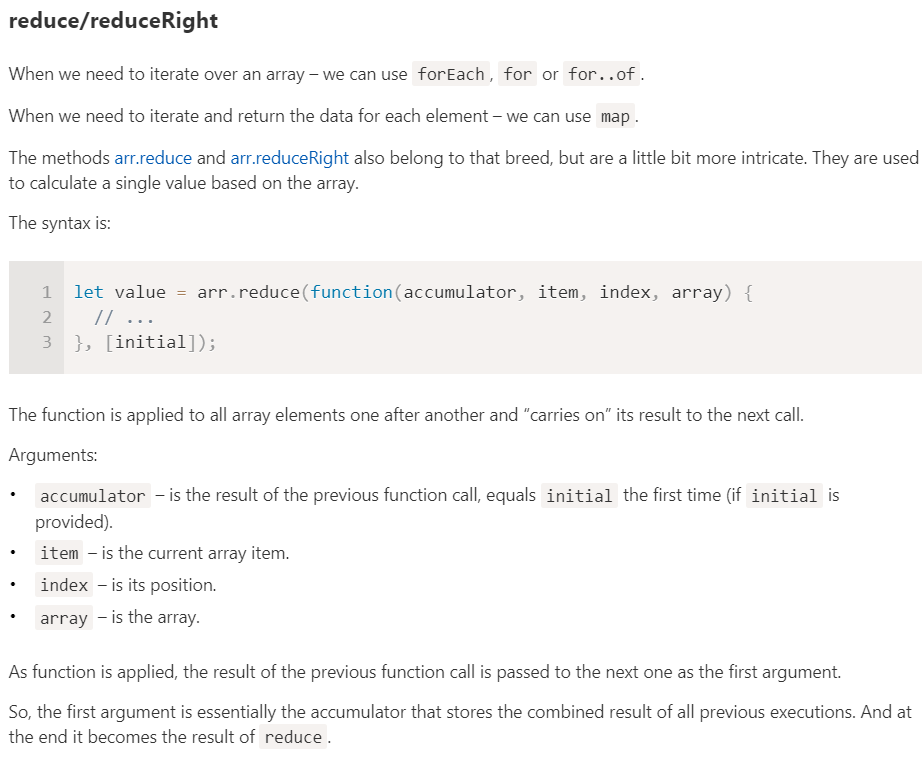 reduce/reduceRight
When we need to iterate over an array – we can use forEach, for or for..of.
When we need to iterate and return the data for each element – we can use map.
The methods arr.reduce and arr.reduceRight also belong to that breed, but are a little bit more intricate. They are used
to calculate a single value based on the array.
The syntax is:
1 let value = arr.reduce(function(accumulator, item, index, array) {
2   // ...
3 }, [initial]);
The function is applied to all array elements one after another and “carries on” its result to the next call.
Arguments:
• accumulator – is the result of the previous function call, equals initial the first time (if initial is
provided).
• item – is the current array item.
• index – is its position.
• array – is the array.
As function is applied, the result of the previous function call is passed to the next one as the first argument.
So, the first argument is essentially the accumulator that stores the combined result of all previous executions. And at
the end it becomes the result of reduce.